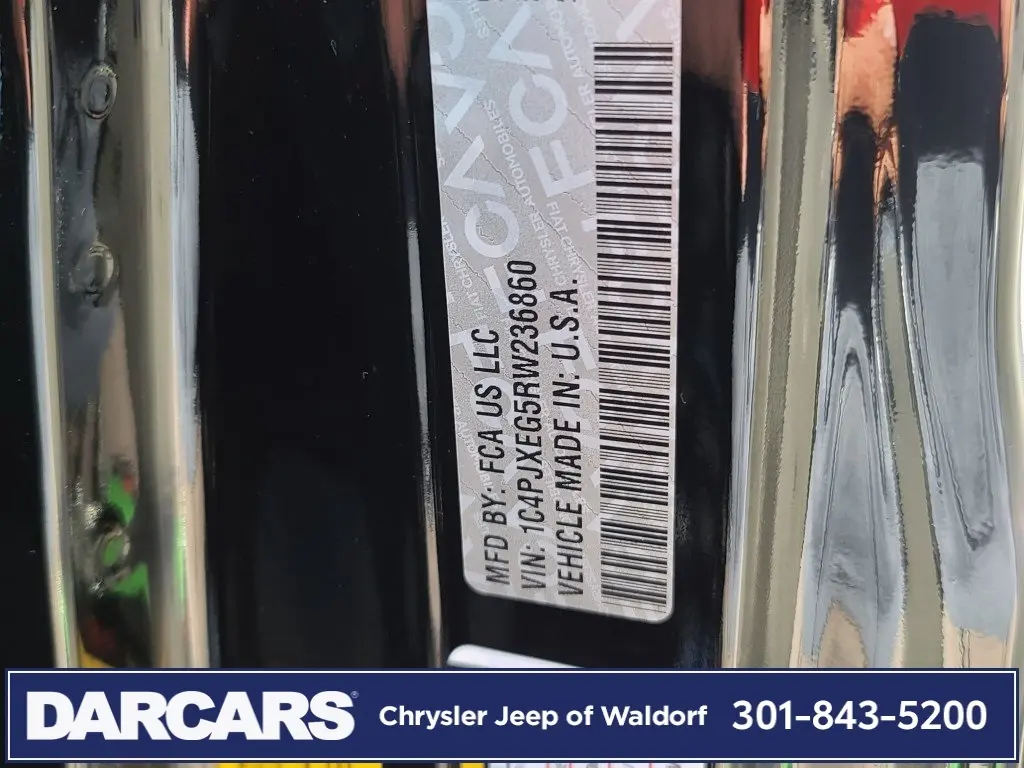 MFD BY: FCA US LLC
VIN: 1C4PJXEG5RW236860
VEHICLE MADE IN: U.S.A.
DARCARS®
Chrysler Jeep of Waldorf
301-843-5200